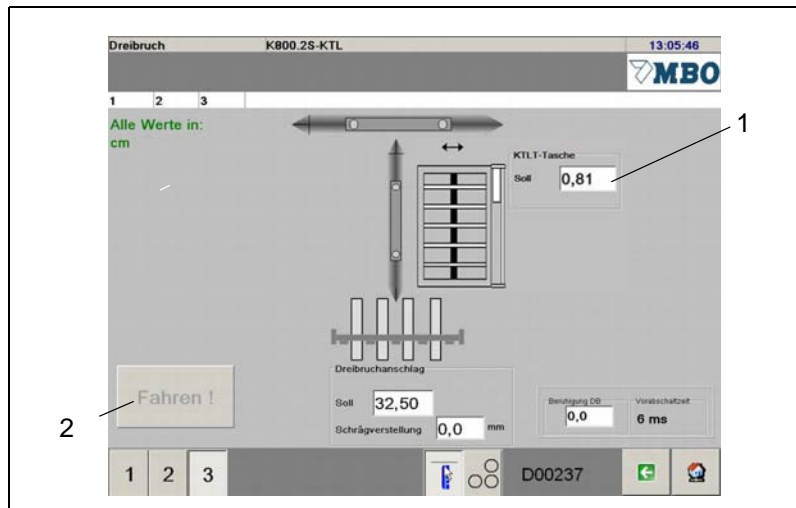 Dreibruch K800.2S-KTL 13:05:46
MBO
1 2 3
Alle Werte in:
cm
1
KTLT-Tasche
Soll 0,81
Dreibruchanschlag
Soll 32,50
Schrägverstellung 0,0 mm
Fahren !
2
Beruhigung DB
0,0
Vorabschaltzeit
6 ms
1 2 3 D00237